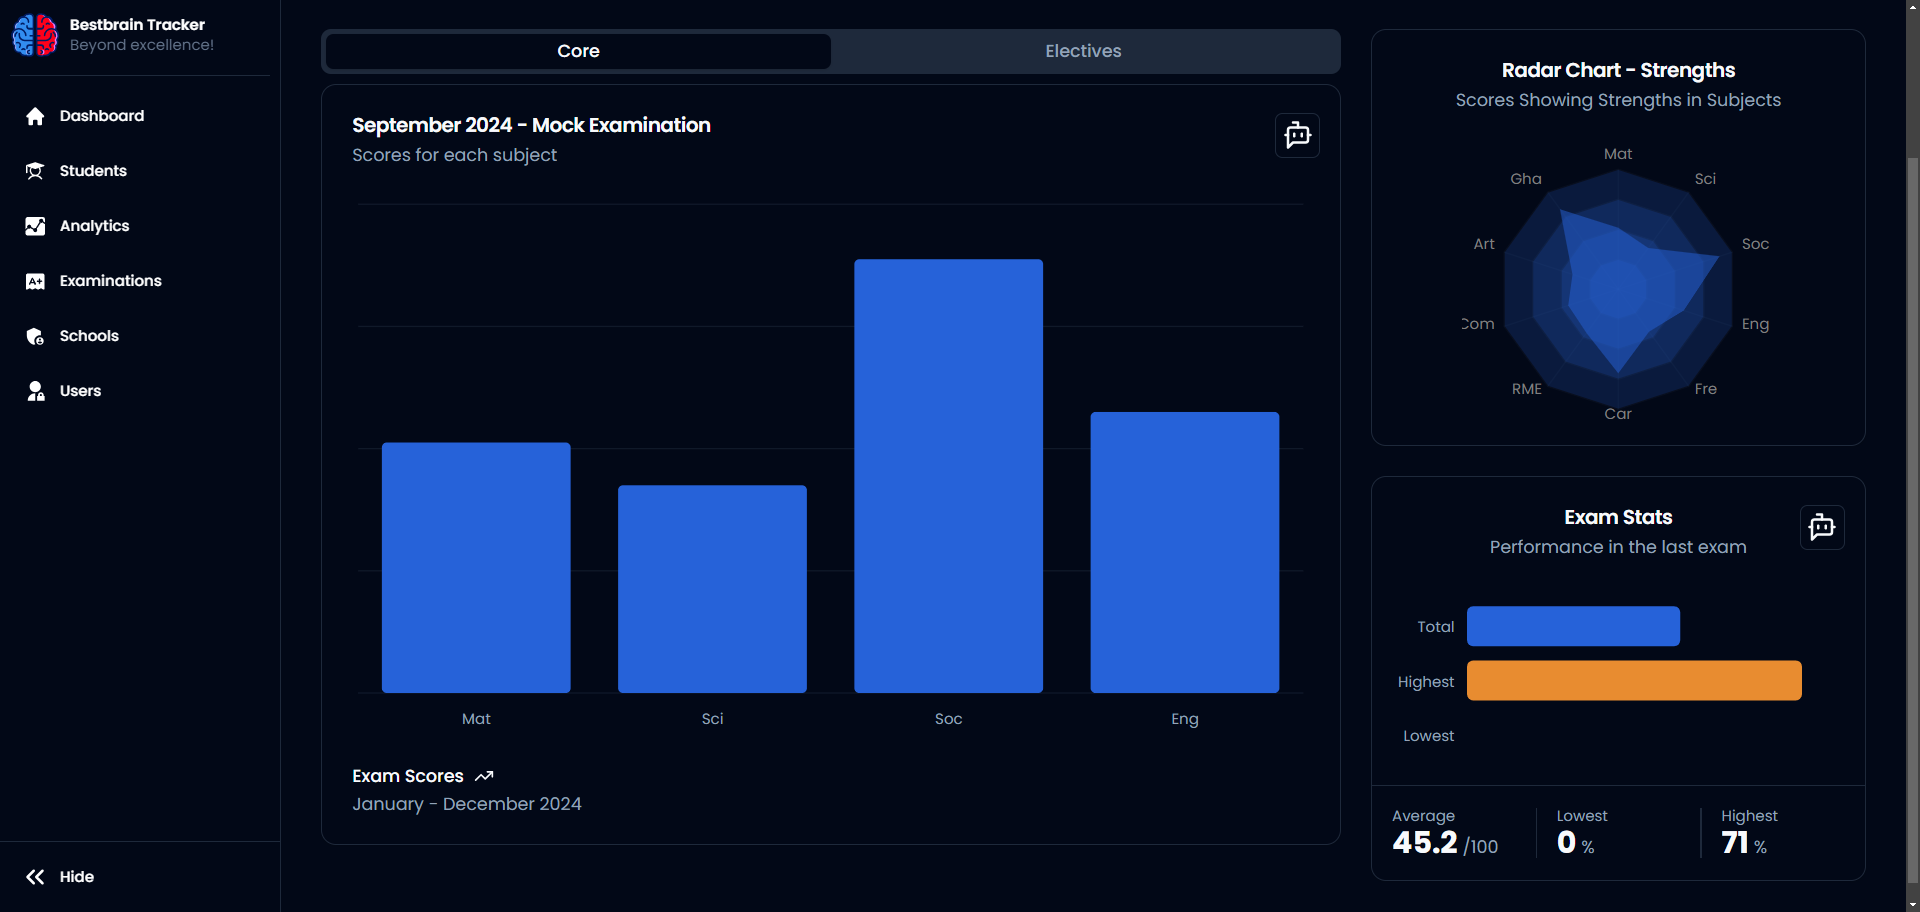 Bestbrain Tracker
Beyond excellence!
Dashboard
Students
Analytics
Examinations
Schools
Users
Hide
Core
Electives
September 2024 - Mock Examination
Scores for each subject
Mat
Sci
Soc
Eng
Exam Scores
January - December 2024
Radar Chart - Strengths
Scores Showing Strengths in Subjects
Mat
Sci
Soc
Eng
Fre
Car
RME
Com
Art
Gha
Exam Stats
Performance in the last exam
Total
Highest
Lowest
Average
45.2 /100
Lowest
0 %
Highest
71 %